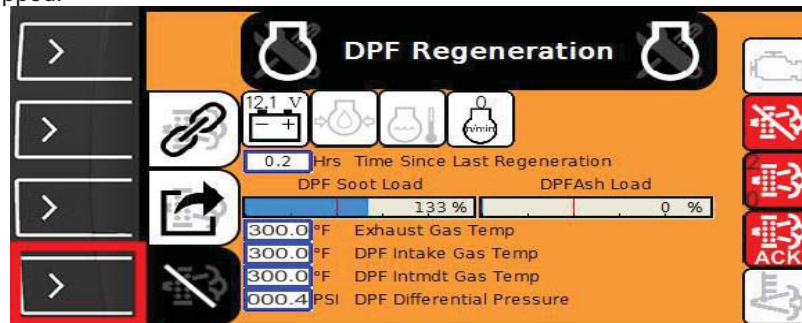 DPF Regeneration
12,1 V
0
n/min
0.2 Hrs Time Since Last Regeneration
DPF Soot Load DPFAsh Load
133 % 0 %
300.0 °F Exhaust Gas Temp
300.0 °F DPF Intake Gas Temp
300.0 °F DPF Intmdt Gas Temp
000.4 PSI DPF Differential Pressure
2
0
ACK